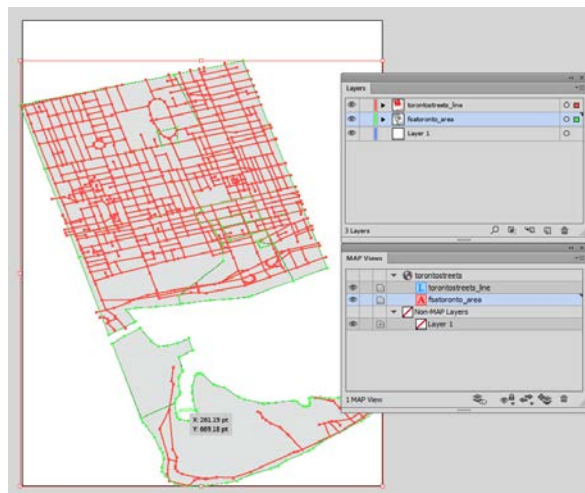 Layers
torontostreets_line
fsatoronto_area
Layer 1
3 Layers
MAP Views
torontostreets
L torontostreets_line
A fsatoronto_area
Non-MAP Layers
Layer 1
1 MAP View
X: 261.19 pt
Y: 669.18 pt